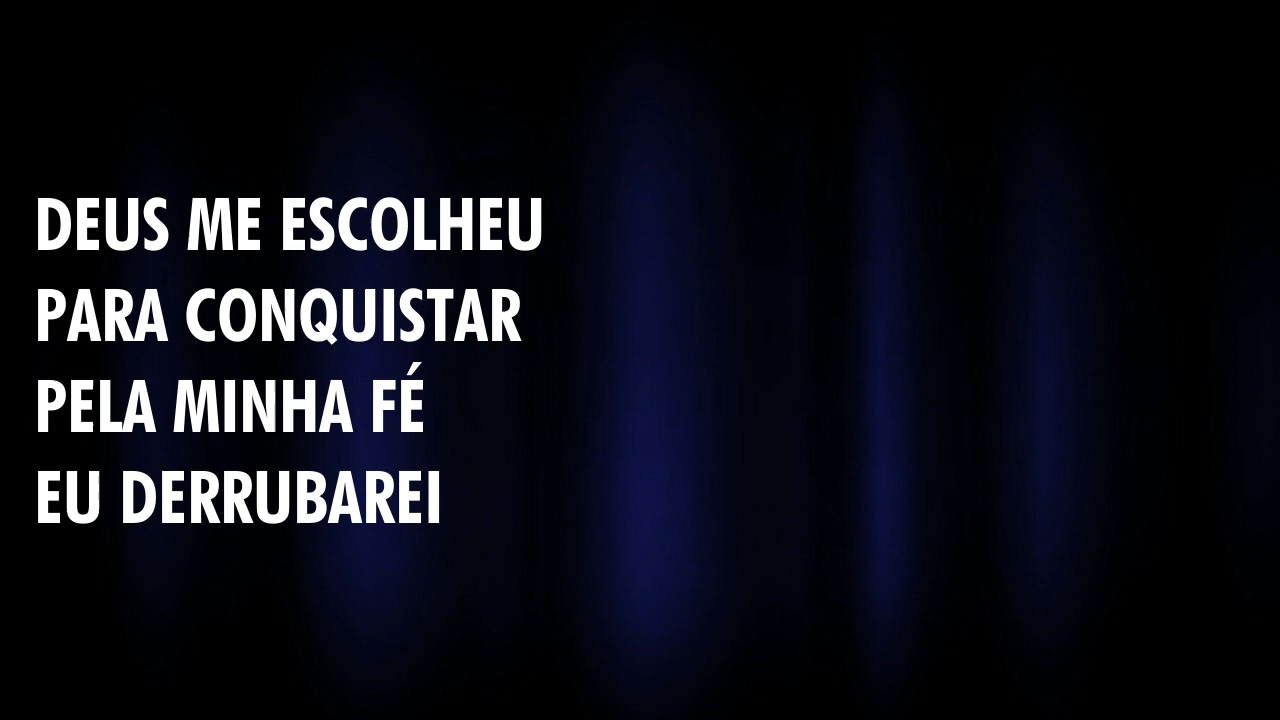 DEUS ME ESCOLHEU
PARA CONQUISTAR
PELA MINHA FÉ
EU DERRUBAREI